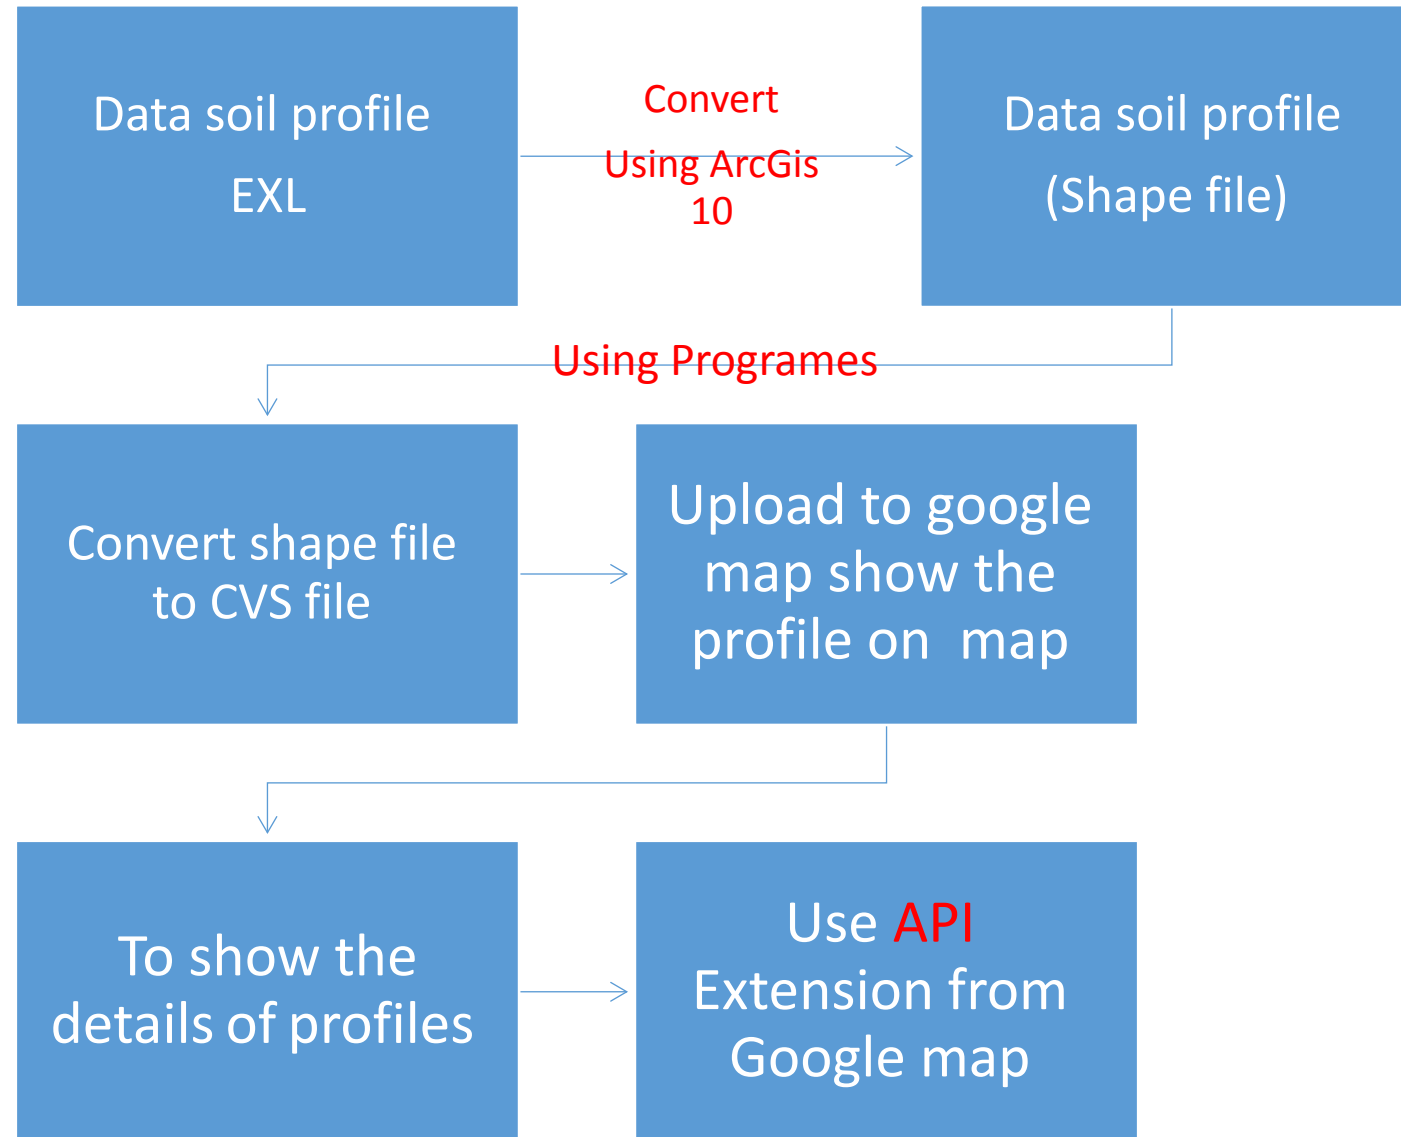 Data soil profile
EXL
Convert
Using ArcGis
10
Data soil profile
(Shape file)
Using Programes
Convert shape file
to CVS file
Upload to google
map show the
profile on  map
To show the
details of profiles
Use API
Extension from
Google map